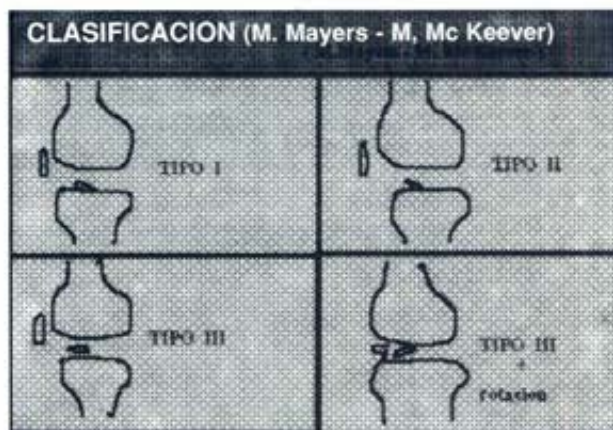 CLASIFICACION (M. Mayers - M, Mc Keever)
TIPO I
TIPO II
TIPO III
TIPO III
+
rotacion